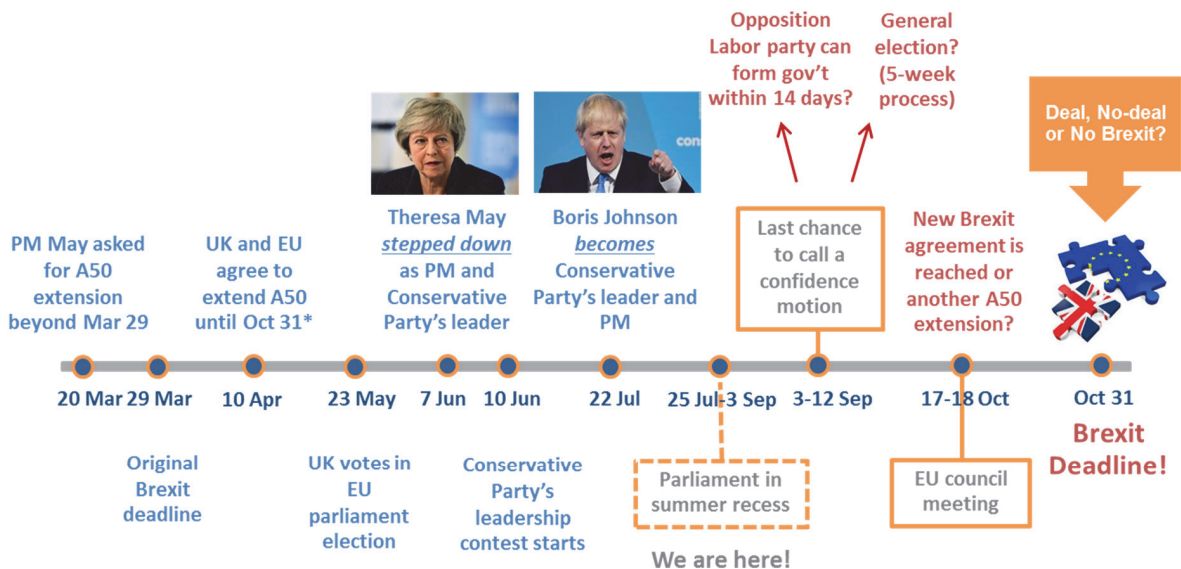 Opposition
Labor party can
form gov't
within 14 days?
General
election?
(5-week
process)
Deal, No-deal
or No Brexit?
PM May asked
for A50
extension
beyond Mar 29
UK and EU
agree to
extend A50
until Oct 31*
Theresa May
stepped down
as PM and
Conservative
Party's leader
Boris Johnson
becomes
Conservative
Party's leader and
PM
Last chance
to call a
confidence
motion
New Brexit
agreement is
reached or
another A50
extension?
20 Mar
29 Mar
10 Apr
23 May
7 Jun
10 Jun
22 Jul
25 Jul-3 Sep
3-12 Sep
17-18 Oct
Oct 31
Brexit
Deadline!
Original
Brexit
deadline
UK votes in
EU
parliament
election
Conservative
Party's
leadership
contest starts
Parliament in
summer recess
We are here!
EU council
meeting